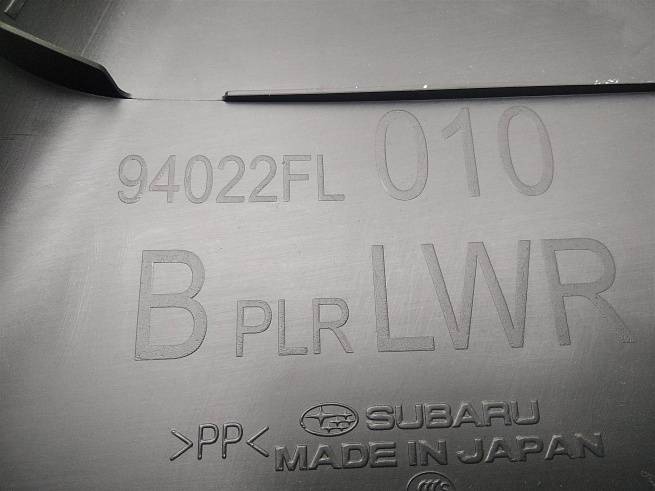 94022FL 010
B PLR LWR
SUBARU
>PP< MADE IN JAPAN